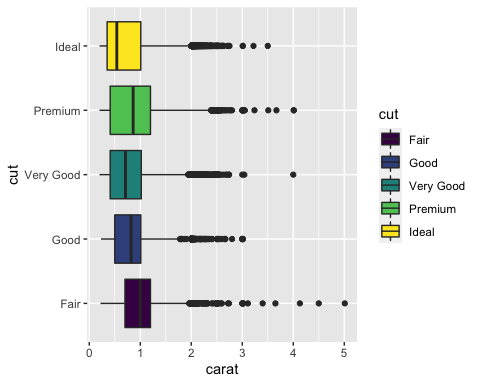 Ideal
Premium
Very Good
Good
Fair
cut
0 1 2 3 4 5
carat
cut
Fair
Good
Very Good
Premium
Ideal